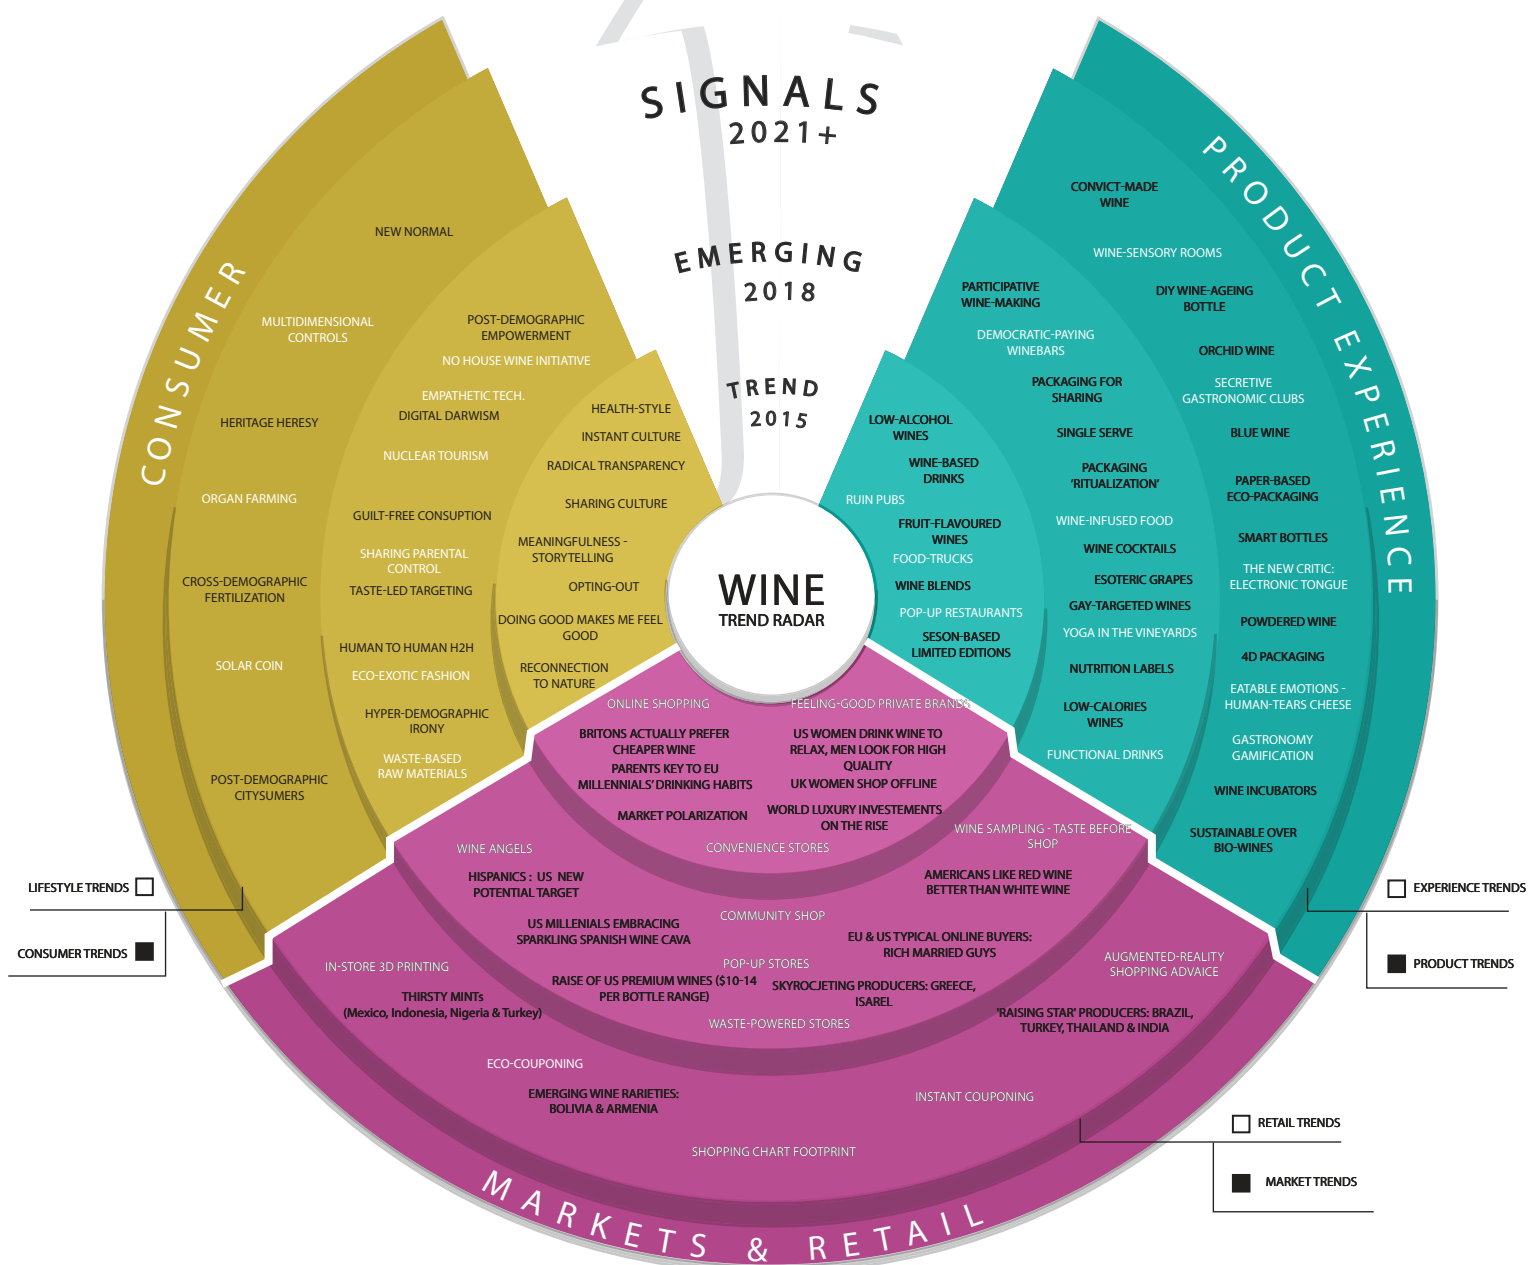 SIGNALS
2021+
EMERGING
2018
TREND
2015
WINE
TREND RADAR
CONSUMER
NEW NORMAL
MULTIDIMENSIONAL
CONTROLS
HERITAGE HERESY
ORGAN FARMING
CROSS-DEMOGRAPHIC
FERTILIZATION
SOLAR COIN
POST-DEMOGRAPHIC
CITYSUMERS
POST-DEMOGRAPHIC
EMPOWERMENT
NO HOUSE WINE INITIATIVE
EMPATHETIC TECH.
DIGITAL DARWISM
NUCLEAR TOURISM
GUILT-FREE CONSUPTION
SHARING PARENTAL
CONTROL
TASTE-LED TARGETING
HUMAN TO HUMAN H2H
ECO-EXOTIC FASHION
HYPER-DEMOGRAPHIC
IRONY
WASTE-BASED
RAW MATERIALS
HEALTH-STYLE
INSTANT CULTURE
RADICAL TRANSPARENCY
SHARING CULTURE
MEANINGFULNESS -
STORYTELLING
OPTING-OUT
DOING GOOD MAKES ME FEEL
GOOD
RECONNECTION
TO NATURE
PRODUCT EXPERIENCE
LOW-ALCOHOL
WINES
WINE-BASED
DRINKS
RUIN PUBS
FRUIT-FLAVOURED
WINES
FOOD-TRUCKS
WINE BLENDS
POP-UP RESTAURANTS
SESON-BASED
LIMITED EDITIONS
PARTICIPATIVE
WINE-MAKING
DEMOCRATIC-PAYING
WINEBARS
PACKAGING FOR
SHARING
SINGLE SERVE
PACKAGING
‘RITUALIZATION’
WINE-INFUSED FOOD
WINE COCKTAILS
ESOTERIC GRAPES
GAY-TARGETED WINES
YOGA IN THE VINEYARDS
NUTRITION LABELS
LOW-CALORIES
WINES
FUNCTIONAL DRINKS
CONVICT-MADE
WINE
WINE-SENSORY ROOMS
DIY WINE-AGEING
BOTTLE
ORCHID WINE
SECRETIVE
GASTRONOMIC CLUBS
BLUE WINE
PAPER-BASED
ECO-PACKAGING
SMART BOTTLES
THE NEW CRITIC:
ELECTRONIC TONGUE
POWDERED WINE
4D PACKAGING
EATABLE EMOTIONS -
HUMAN-TEARS CHEESE
GASTRONOMY
GAMIFICATION
WINE INCUBATORS
SUSTAINABLE OVER
BIO-WINES
ONLINE SHOPPING
FEELING-GOOD PRIVATE BRANDS
BRITONS ACTUALLY PREFER
CHEAPER WINE
US WOMEN DRINK WINE TO
RELAX, MEN LOOK FOR HIGH
QUALITY
PARENTS KEY TO EU
MILLENNIALS’ DRINKING HABITS
UK WOMEN SHOP OFFLINE
MARKET POLARIZATION
WORLD LUXURY INVESTEMENTS
ON THE RISE
CONVENIENCE STORES
WINE ANGELS
WINE SAMPLING - TASTE BEFORE
SHOP
HISPANICS : US NEW
POTENTIAL TARGET
AMERICANS LIKE RED WINE
BETTER THAN WHITE WINE
COMMUNITY SHOP
US MILLENIALS EMBRACING
SPARKLING SPANISH WINE CAVA
EU & US TYPICAL ONLINE BUYERS:
RICH MARRIED GUYS
POP-UP STORES
RAISE OF US PREMIUM WINES ($10-14
PER BOTTLE RANGE)
SKYROCJETING PRODUCERS: GREECE,
ISAREL
WASTE-POWERED STORES
IN-STORE 3D PRINTING
THIRSTY MINTs
(Mexico, Indonesia, Nigeria & Turkey)
AUGMENTED-REALITY
SHOPPING ADVAICE
'RAISING STAR' PRODUCERS: BRAZIL,
TURKEY, THAILAND & INDIA
ECO-COUPONING
EMERGING WINE RARIETIES:
BOLIVIA & ARMENIA
INSTANT COUPONING
SHOPPING CHART FOOTPRINT
MARKETS & RETAIL
LIFESTYLE TRENDS
CONSUMER TRENDS
EXPERIENCE TRENDS
PRODUCT TRENDS
RETAIL TRENDS
MARKET TRENDS